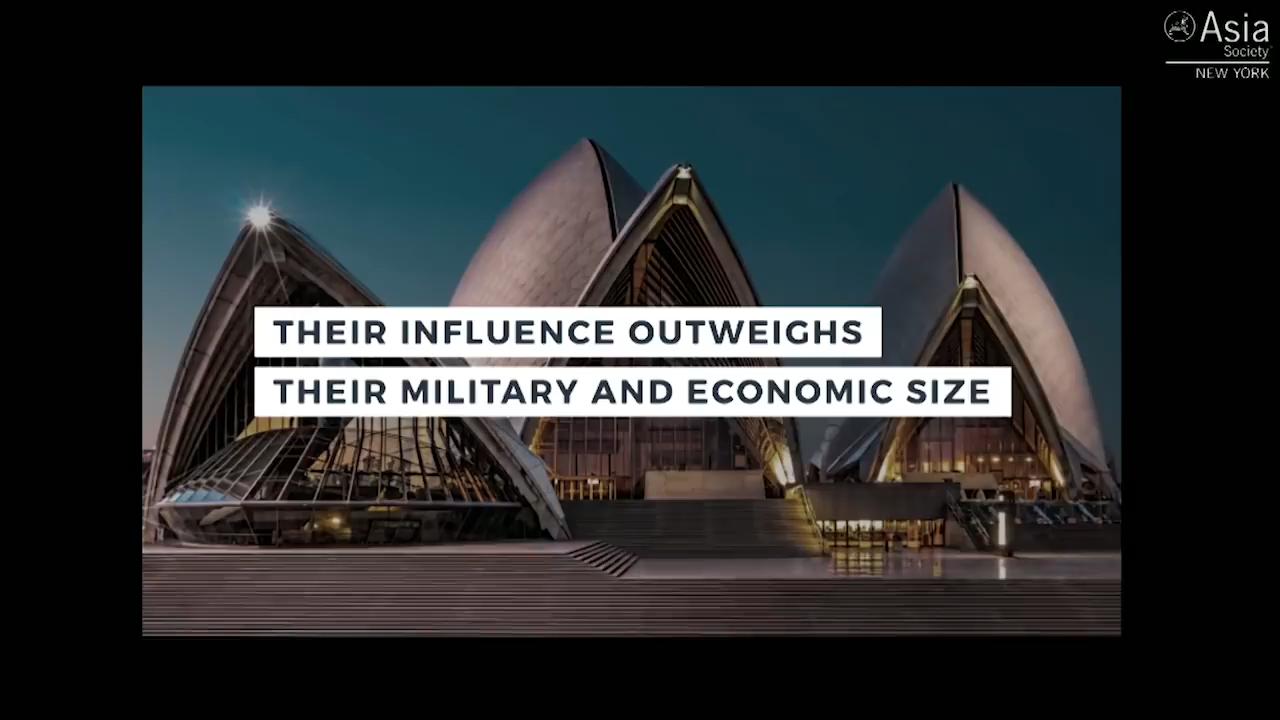 Asia
Society
NEW YORK
THEIR INFLUENCE OUTWEIGHS
THEIR MILITARY AND ECONOMIC SIZE